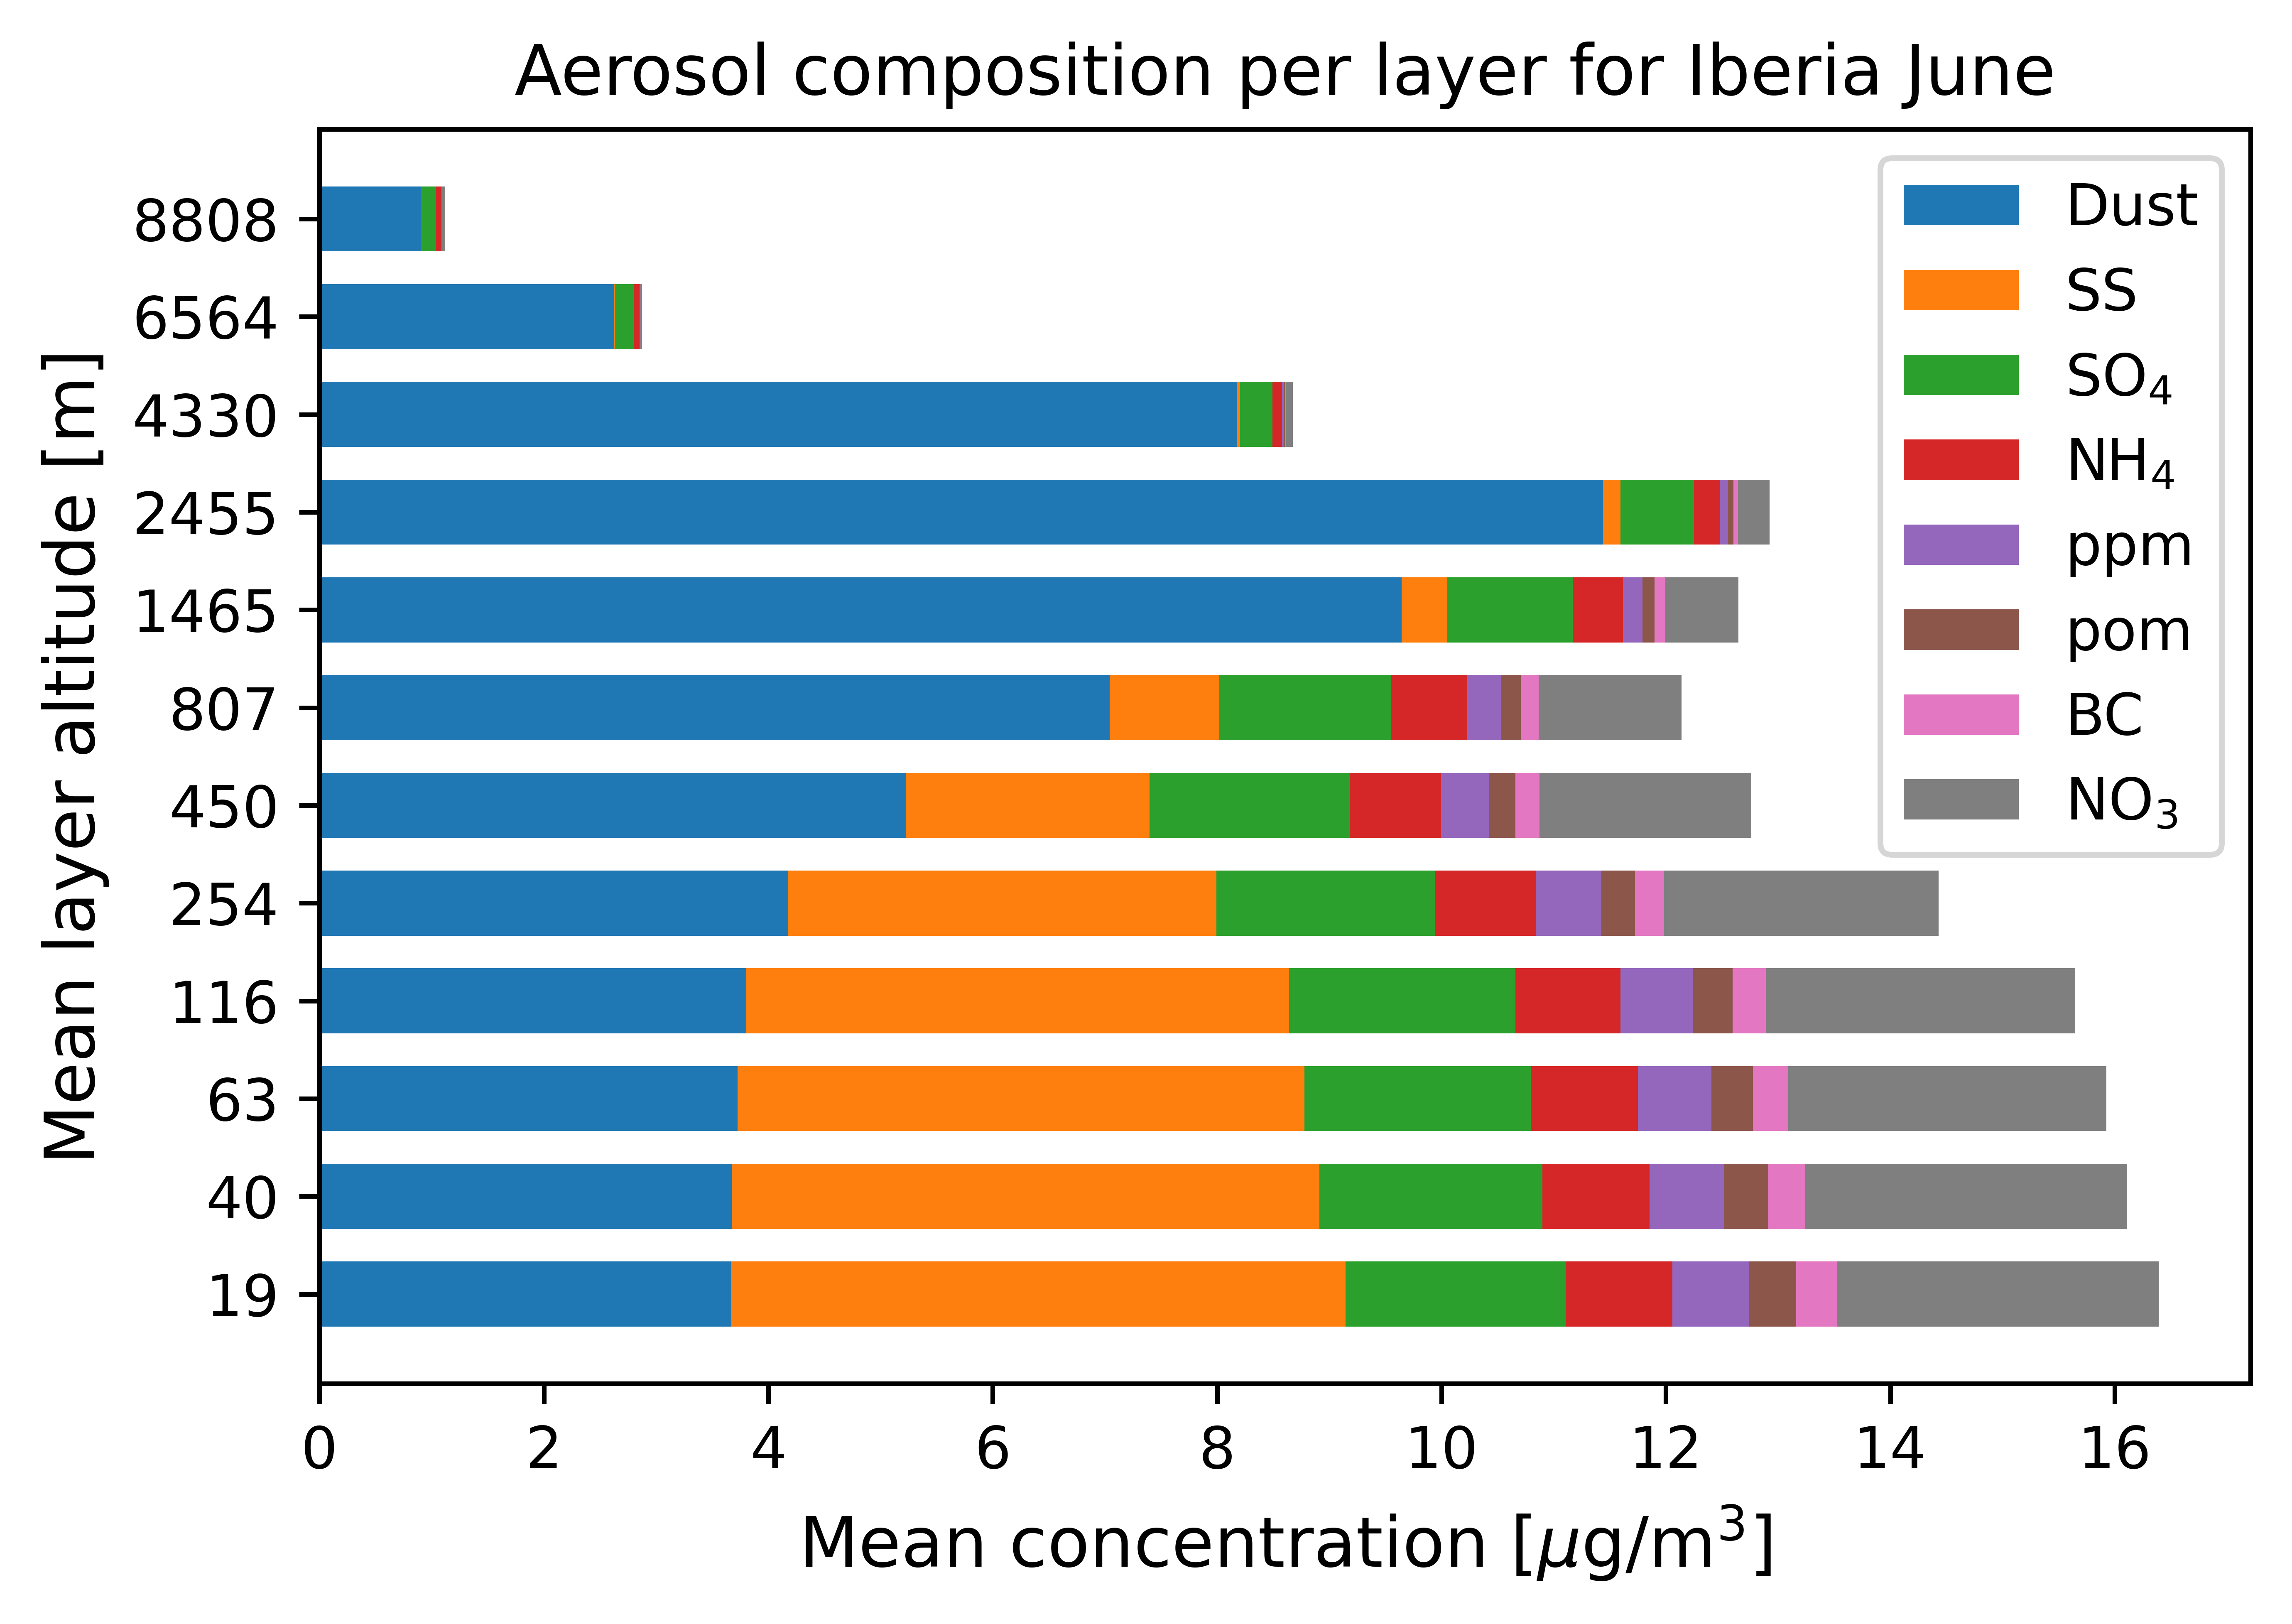 Aerosol composition per layer for Iberia June
Mean layer altitude [m]
8808
6564
4330
2455
1465
807
450
254
116
63
40
19
0 2 4 6 8 10 12 14 16
Mean concentration [μg/m³]
Dust
SS
SO₄
NH₄
ppm
pom
BC
NO₃